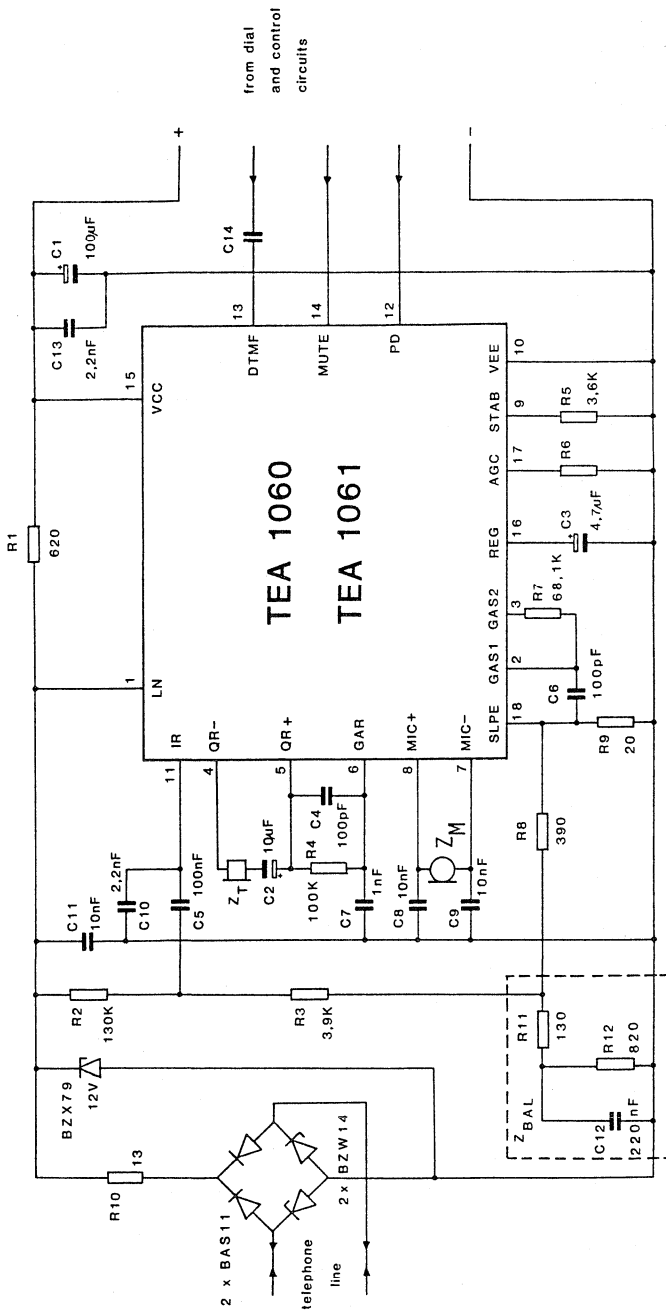 R10
13
2 x BAS11
telephone
line
2 x BZW14
BZX79
12V
R2
130K
R3
3,9K
C11
10nF
2,2nF
C10
C5
100nF
Z T
C2
10µF
+
R4
100K
C4
100pF
C7
1nF
C8
10nF
Z M
C9
10nF
R1
620
C13
2,2nF
+
C1
100µF
+
-
from dial
and control
circuits
C14
TEA 1060
TEA 1061
1
LN
15
VCC
11
IR
4
QR-
5
QR+
6
GAR
8
MIC+
7
MIC-
13
DTMF
14
MUTE
12
PD
SLPE
18
GAS1
2
GAS2
3
REG
16
AGC
17
STAB
9
VEE
10
R8
390
R9
20
C6
100pF
R7
68,1K
+
C3
4,7µF
R6
R5
3,6K
Z BAL
R11
130
R12
820
C12
220nF